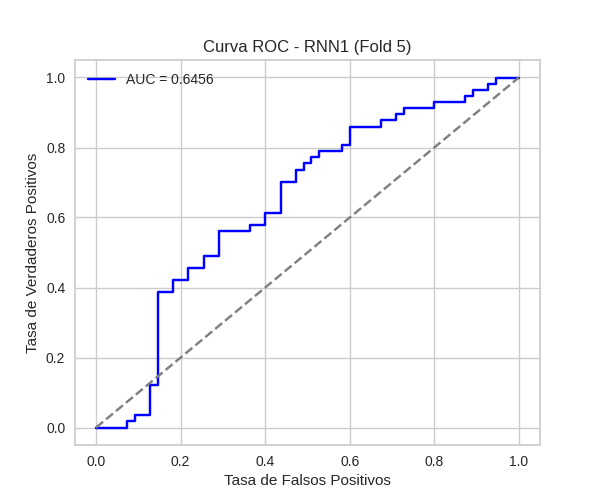 Curva ROC - RNN1 (Fold 5)
AUC = 0.6456
1.0
0.8
0.6
0.4
0.2
0.0
Tasa de Verdaderos Positivos
0.0 0.2 0.4 0.6 0.8 1.0
Tasa de Falsos Positivos